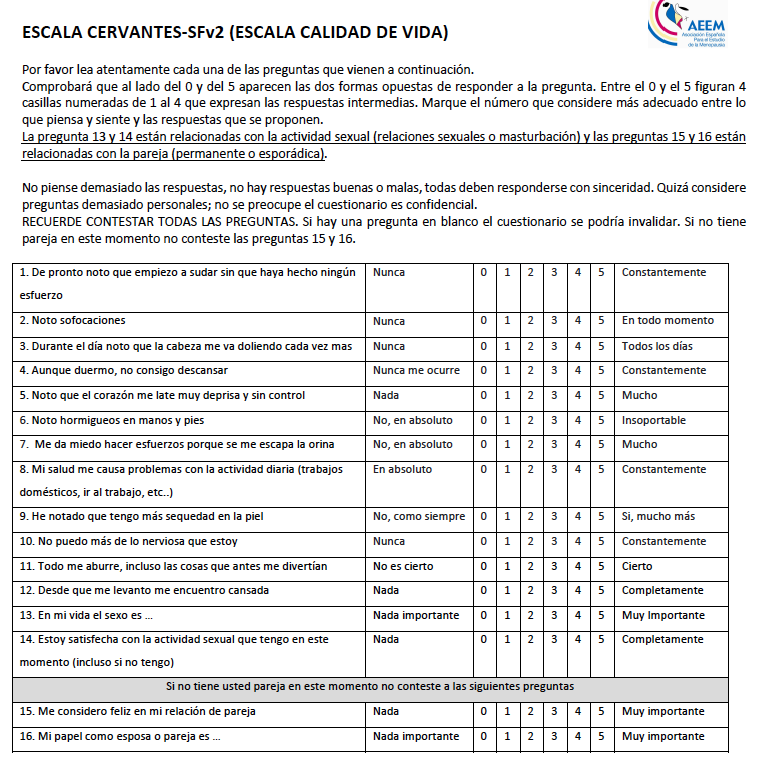 ESCALA CERVANTES-SFv2 (ESCALA CALIDAD DE VIDA)
AEEM
Asociación Española
Para el Estudio
de la Menopausia
Por favor lea atentamente cada una de las preguntas que vienen a continuación.
Comprobará que al lado del 0 y del 5 aparecen las dos formas opuestas de responder a la pregunta. Entre el 0 y el 5 figuran 4
casillas numeradas de 1 al 4 que expresan las respuestas intermedias. Marque el número que considere más adecuado entre lo
que piensa y siente y las respuestas que se proponen.
La pregunta 13 y 14 están relacionadas con la actividad sexual (relaciones sexuales o masturbación) y las preguntas 15 y 16 están
relacionadas con la pareja (permanente o esporádica).
No piense demasiado las respuestas, no hay respuestas buenas o malas, todas deben responderse con sinceridad. Quizá considere
preguntas demasiado personales; no se preocupe el cuestionario es confidencial.
RECUERDE CONTESTAR TODAS LAS PREGUNTAS. Si hay una pregunta en blanco el cuestionario se podría invalidar. Si no tiene
pareja en este momento no conteste las preguntas 15 y 16.
1. De pronto noto que empiezo a sudar sin que haya hecho ningún Nunca 0 1 2 3 4 5 Constantemente
esfuerzo
2. Noto sofocaciones Nunca 0 1 2 3 4 5 En todo momento
3. Durante el día noto que la cabeza me va doliendo cada vez mas Nunca 0 1 2 3 4 5 Todos los días
4. Aunque duermo, no consigo descansar Nunca me ocurre 0 1 2 3 4 5 Constantemente
5. Noto que el corazón me late muy deprisa y sin control Nada 0 1 2 3 4 5 Mucho
6. Noto hormigueos en manos y pies No, en absoluto 0 1 2 3 4 5 Insoportable
7. Me da miedo hacer esfuerzos porque se me escapa la orina No, en absoluto 0 1 2 3 4 5 Mucho
8. Mi salud me causa problemas con la actividad diaria (trabajos En absoluto 0 1 2 3 4 5 Constantemente
domésticos, ir al trabajo, etc..)
9. He notado que tengo más sequedad en la piel No, como siempre 0 1 2 3 4 5 Si, mucho más
10. No puedo más de lo nerviosa que estoy Nunca 0 1 2 3 4 5 Constantemente
11. Todo me aburre, incluso las cosas que antes me divertían No es cierto 0 1 2 3 4 5 Cierto
12. Desde que me levanto me encuentro cansada Nada 0 1 2 3 4 5 Completamente
13. En mi vida el sexo es ... Nada importante 0 1 2 3 4 5 Muy Importante
14. Estoy satisfecha con la actividad sexual que tengo en este Nada 0 1 2 3 4 5 Completamente
momento (incluso si no tengo)
Si no tiene usted pareja en este momento no conteste a las siguientes preguntas
15. Me considero feliz en mi relación de pareja Nada 0 1 2 3 4 5 Muy importante
16. Mi papel como esposa o pareja es ... Nada importante 0 1 2 3 4 5 Muy importante